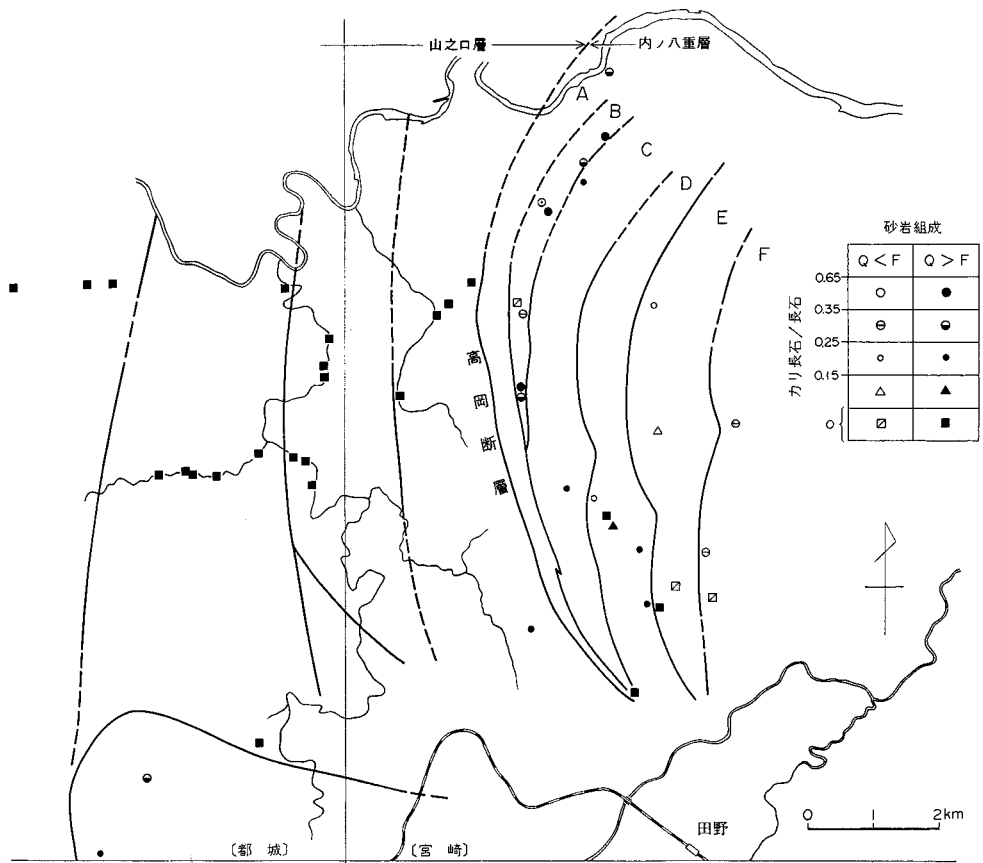 山之口層
内ノ八重層
A
B
C
D
E
F
高岡断層
砂岩組成
Q < F
Q > F
カリ長石/長石
0.65
0.35
0.25
0.15
0
0
1
2km
田野
〔都城〕
〔宮崎〕